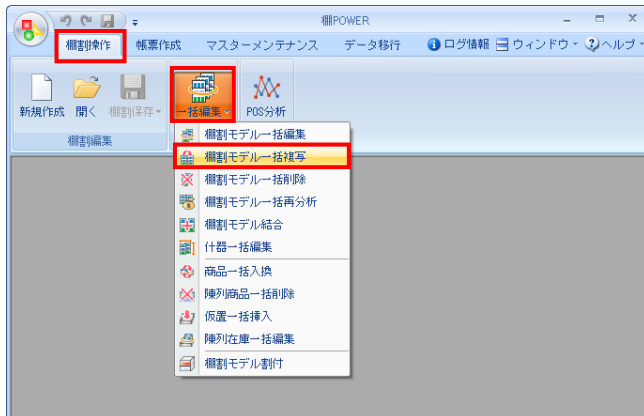 棚POWER
棚割操作 帳票作成 マスターメンテナンス データ移行 ログ情報 ウィンドウ ヘルプ
新規作成 開く 棚割保存 一括編集 POS分析
棚割編集
棚割モデル一括編集
棚割モデル一括複写
棚割モデル一括削除
棚割モデル一括再分析
棚割モデル結合
什器一括編集
商品一括入換
陳列商品一括削除
仮置一括挿入
陳列在庫一括編集
棚割モデル割付